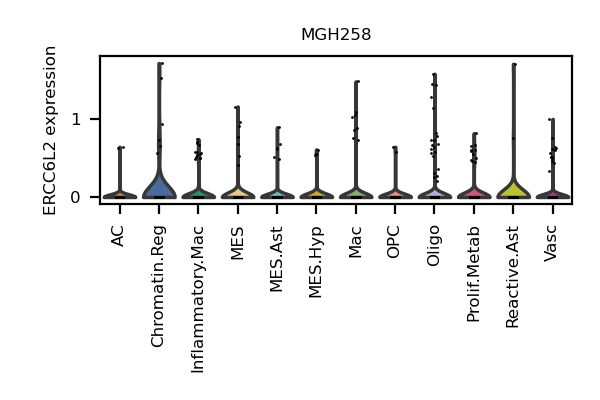 MGH258
ERCC6L2 expression
1
0
AC
Chromatin.Reg
Inflammatory.Mac
MES
MES.Ast
MES.Hyp
Mac
OPC
Oligo
Prolif.Metab
Reactive.Ast
Vasc